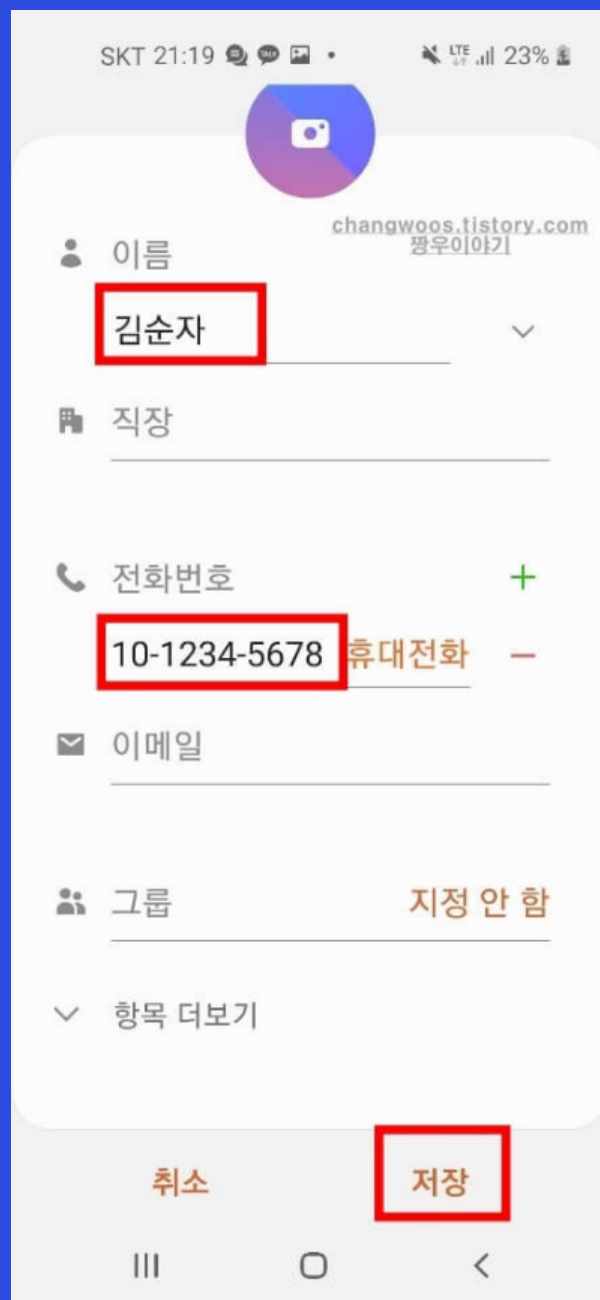 SKT 21:19
LTE 23%
changwoos.tistory.com
짱우이야기
이름
김순자
직장
전화번호
10-1234-5678 휴대전화
이메일
그룹 지정 안 함
항목 더보기
취소 저장